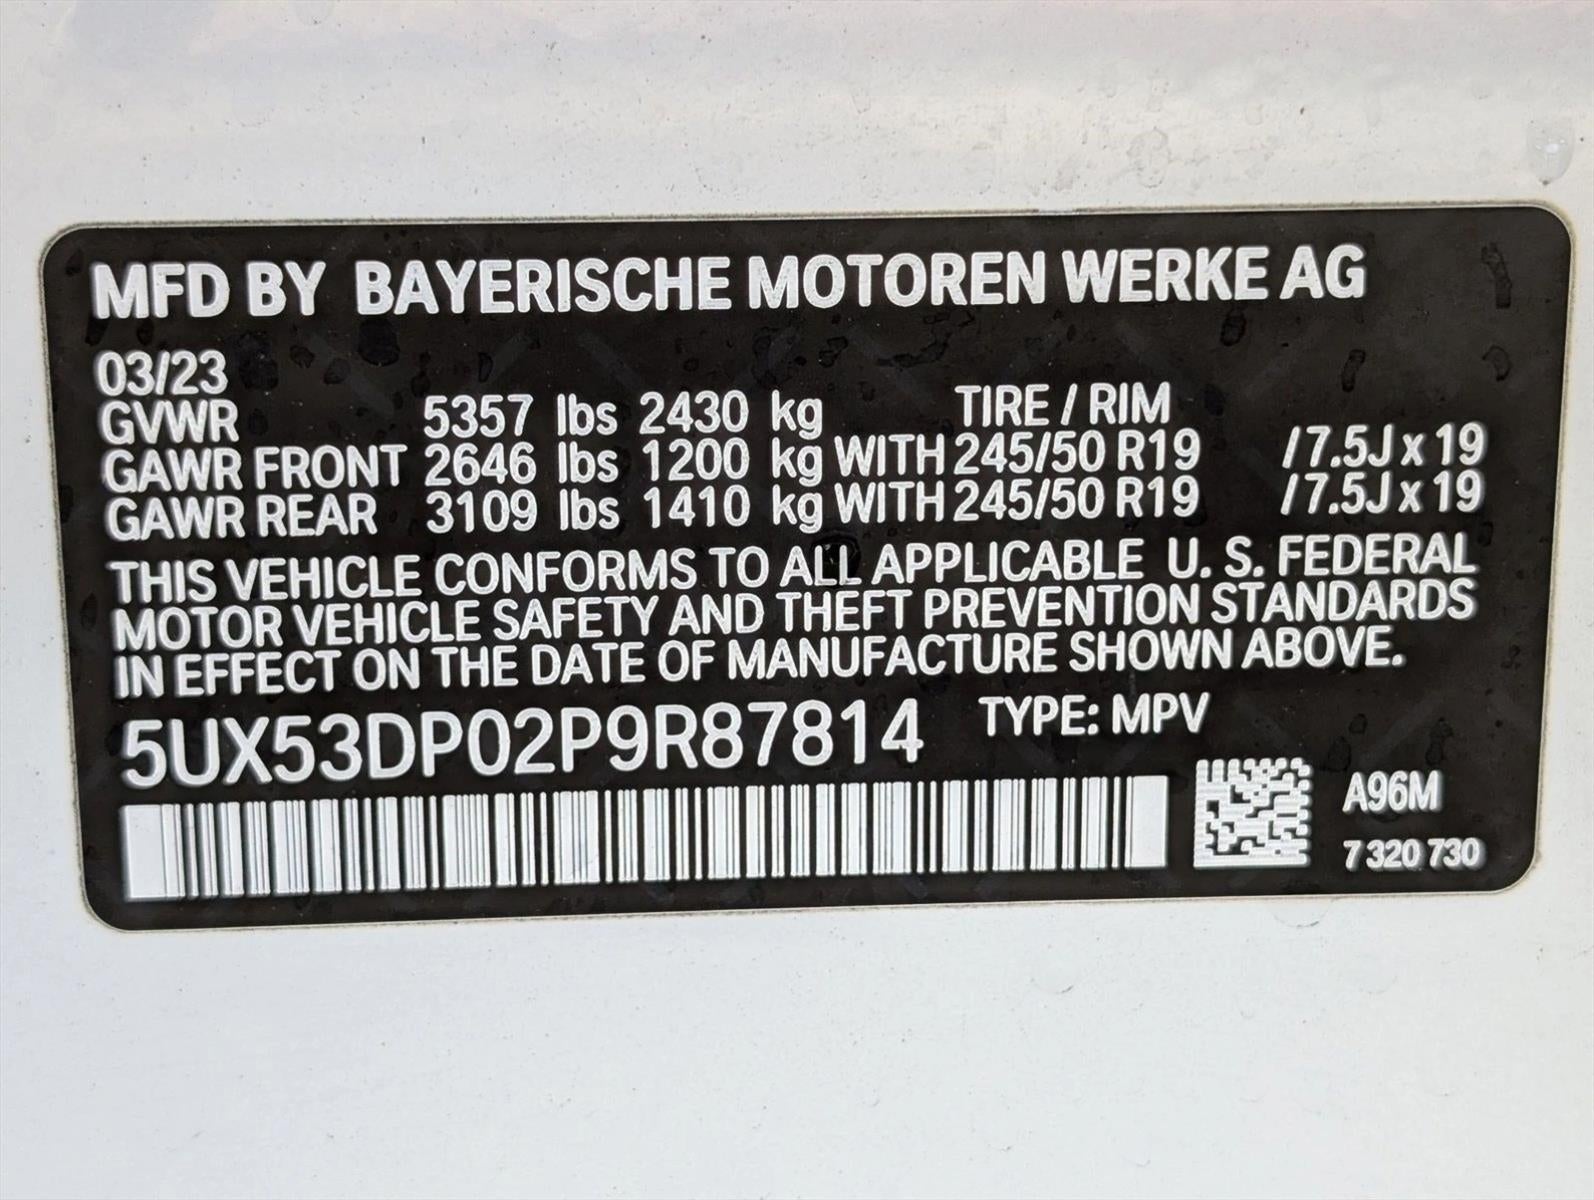 MFD BY BAYERISCHE MOTOREN WERKE AG
03/23
GVWR 5357 lbs 2430 kg TIRE / RIM
GAWR FRONT 2646 lbs 1200 kg WITH 245/50 R19 /7.5J x 19
GAWR REAR 3109 lbs 1410 kg WITH 245/50 R19 /7.5J x 19
THIS VEHICLE CONFORMS TO ALL APPLICABLE U. S. FEDERAL
MOTOR VEHICLE SAFETY AND THEFT PREVENTION STANDARDS
IN EFFECT ON THE DATE OF MANUFACTURE SHOWN ABOVE.
5UX53DP02P9R87814 TYPE: MPV
A96M
7 320 730